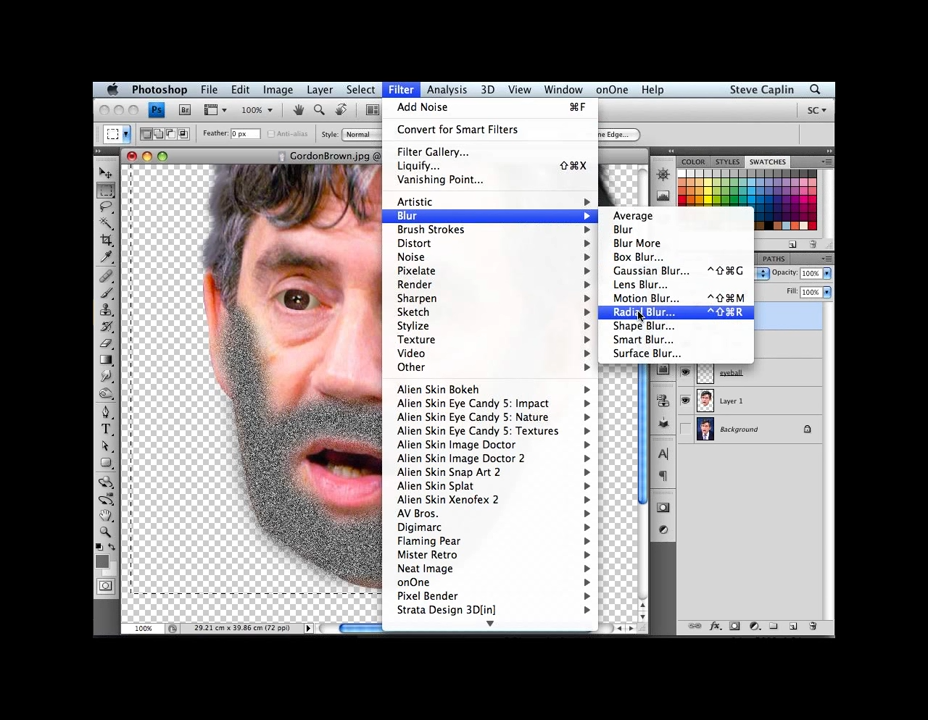 Photoshop File Edit Image Layer Select Filter Analysis 3D View Window onOne Help Steve Caplin
Ps Br 100% SC
Feather: 0 px Anti-alias Style: Normal ne Edge...
GordonBrown.jpg @
Add Noise ⌘F
Convert for Smart Filters
Filter Gallery...
Liquify... ⇧⌘X
Vanishing Point...
Artistic
Blur
Brush Strokes
Distort
Noise
Pixelate
Render
Sharpen
Sketch
Stylize
Texture
Video
Other
Alien Skin Bokeh
Alien Skin Eye Candy 5: Impact
Alien Skin Eye Candy 5: Nature
Alien Skin Eye Candy 5: Textures
Alien Skin Image Doctor
Alien Skin Image Doctor 2
Alien Skin Snap Art 2
Alien Skin Splat
Alien Skin Xenofex 2
AV Bros.
Digimarc
Flaming Pear
Mister Retro
Neat Image
onOne
Pixel Bender
Strata Design 3D[in]
Average
Blur
Blur More
Box Blur...
Gaussian Blur... ^⇧⌘G
Lens Blur...
Motion Blur... ^⇧⌘M
Radial Blur... ^⇧⌘R
Shape Blur...
Smart Blur...
Surface Blur...
COLOR STYLES SWATCHES
PATHS
Opacity: 100%
Fill: 100%
eyeball
Layer 1
Background
T
A
100% 29.21 cm x 39.86 cm (72 ppi)
fx